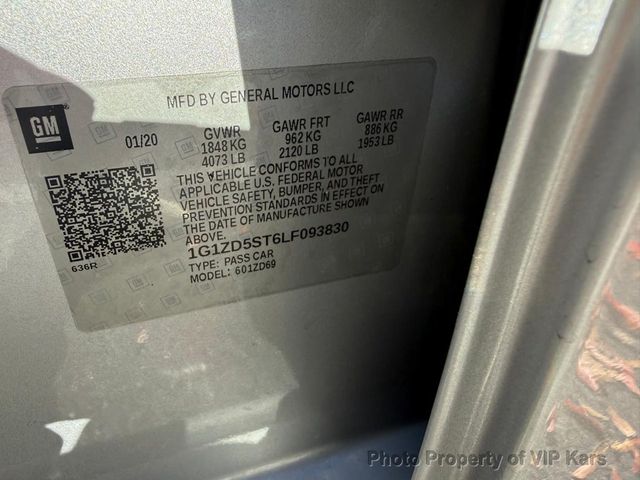 MFD BY GENERAL MOTORS LLC
GM
01/20 GVWR GAWR FRT GAWR RR
1848 KG 962 KG 886 KG
4073 LB 2120 LB 1953 LB
THIS VEHICLE CONFORMS TO ALL
APPLICABLE U.S. FEDERAL MOTOR
VEHICLE SAFETY, BUMPER, AND THEFT
PREVENTION STANDARDS IN EFFECT ON
THE DATE OF MANUFACTURE SHOWN
ABOVE.
1G1ZD5ST6LF093830
636R
TYPE: PASS CAR
MODEL: 601ZD69
Photo Property of VIP Kars